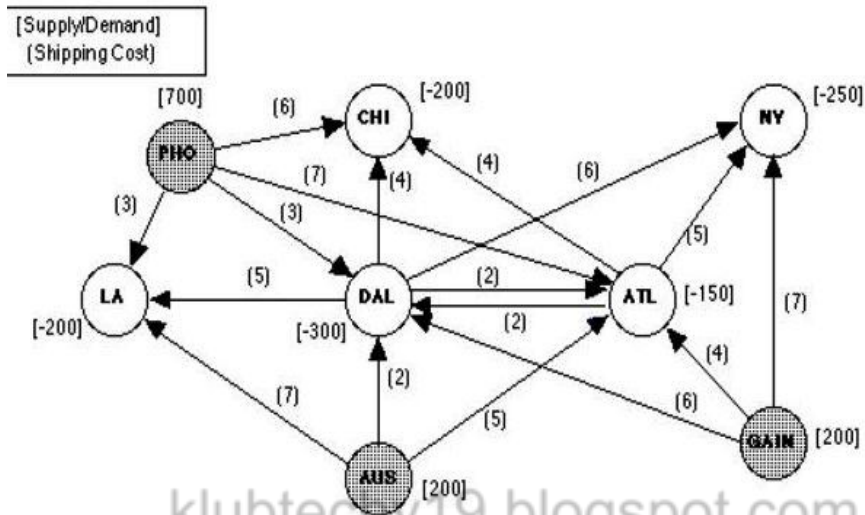 [Supply/Demand]
(Shipping Cost)
[700]
(6)
CHI
[-200]
NY
[-250]
PHO
(7)
(4)
(4)
(6)
(3)
(3)
(5)
LA
(5)
DAL
(2)
ATL
[-150]
[-200]
[-300]
(2)
(7)
(4)
(7)
(2)
(5)
(6)
GAIN
[200]
AUS
[200]